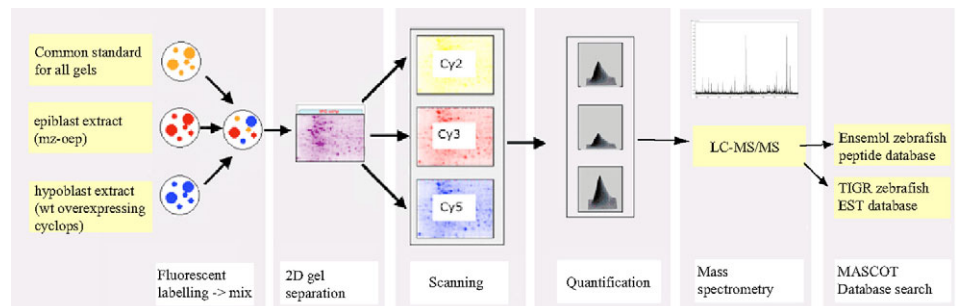 Common standard
for all gels
epiblast extract
(mz-oep)
hypoblast extract
(wt overexpressing
cyclops)
Cy2
Cy3
Cy5
LC-MS/MS
Ensembl zebrafish
peptide database
TIGR zebrafish
EST database
Fluorescent
labelling -> mix
2D gel
separation
Scanning
Quantification
Mass
spectrometry
MASCOT
Database search